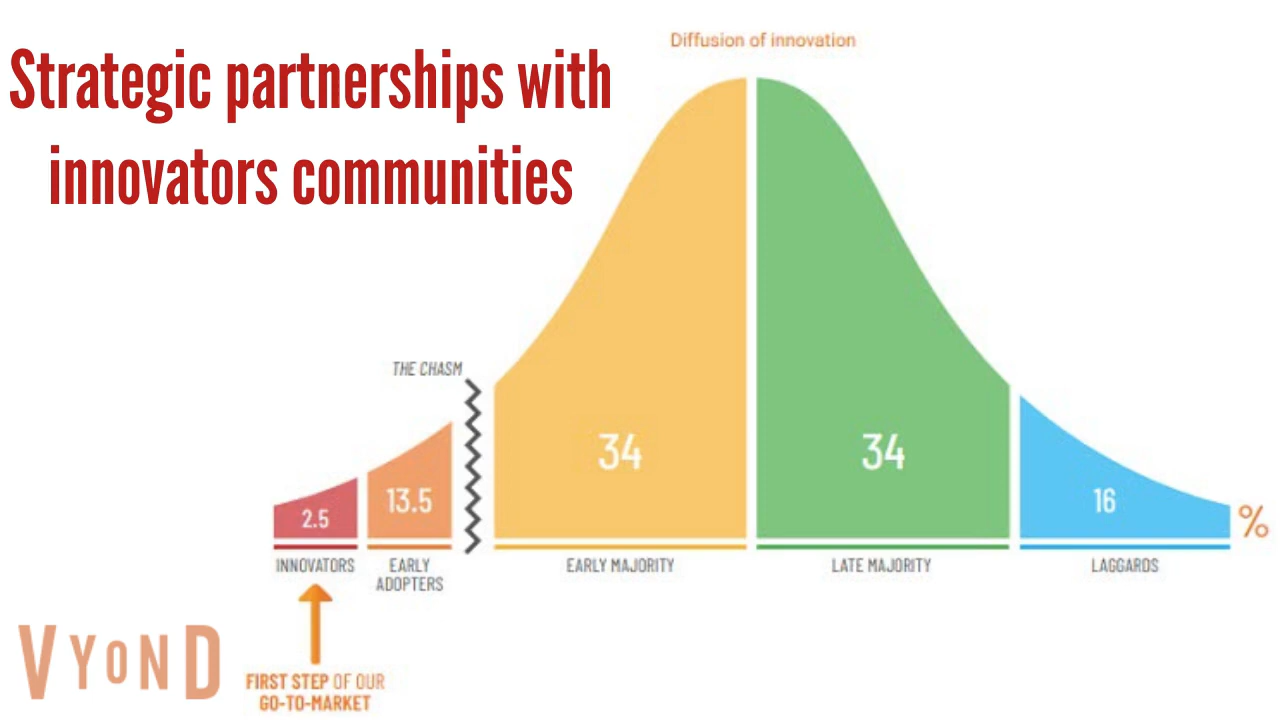 Strategic partnerships with
innovators communities
Diffusion of innovation
THE CHASM
2.5
13.5
34
34
16
%
INNOVATORS
EARLY
ADOPTERS
EARLY MAJORITY
LATE MAJORITY
LAGGARDS
VYOND
FIRST STEP OF OUR
GO-TO-MARKET